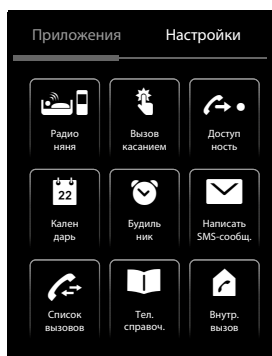 Приложения Настройки
Радио Вызов Доступ
няня касанием ность
22
Кален Будиль Написать
дарь ник SMS-сообщ.
Список Тел. Внутр.
вызовов справоч. вызов